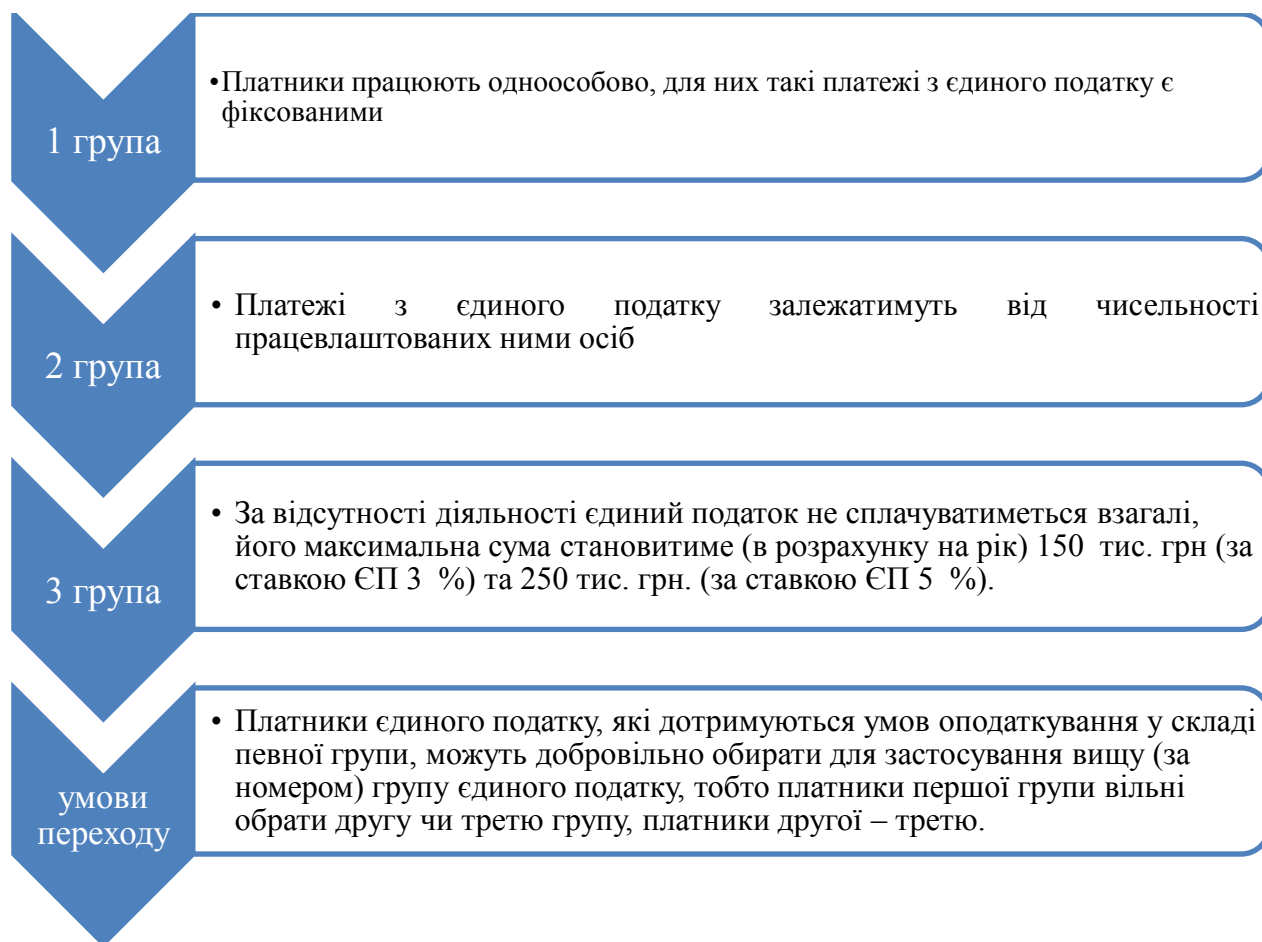 1 група
•Платники працюють одноособово, для них такі платежі з єдиного податку є
фіксованими
2 група
• Платежі з єдиного податку залежатимуть від чисельності
працевлаштованих ними осіб
3 група
• За відсутності діяльності єдиний податок не сплачуватиметься взагалі,
його максимальна сума становитиме (в розрахунку на рік) 150 тис. грн (за
ставкою ЄП 3 %) та 250 тис. грн. (за ставкою ЄП 5 %).
умови
переходу
• Платники єдиного податку, які дотримуються умов оподаткування у складі
певної групи, можуть добровільно обирати для застосування вищу (за
номером) групу єдиного податку, тобто платники першої групи вільні
обрати другу чи третю групу, платники другої – третю.